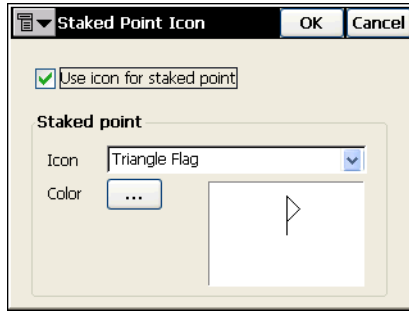 Staked Point Icon OK Cancel
Use icon for staked point
Staked point
Icon Triangle Flag
Color ...